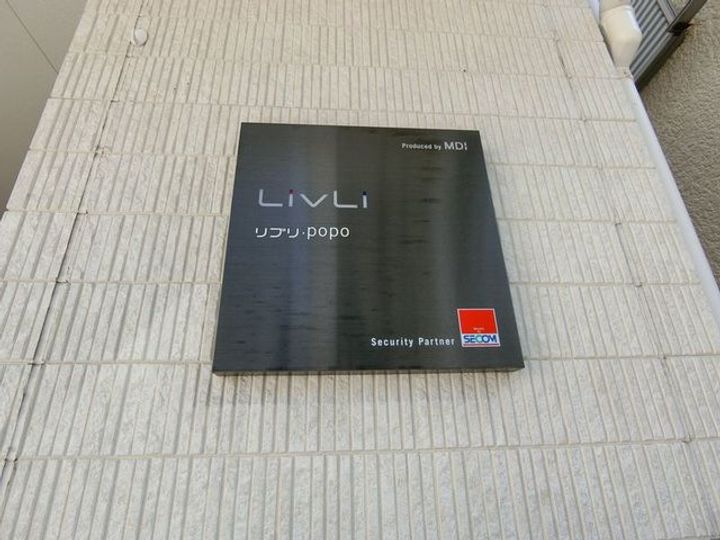 Produced by MDI
LivLi
リブリ・popo
Security Partner
SECOM